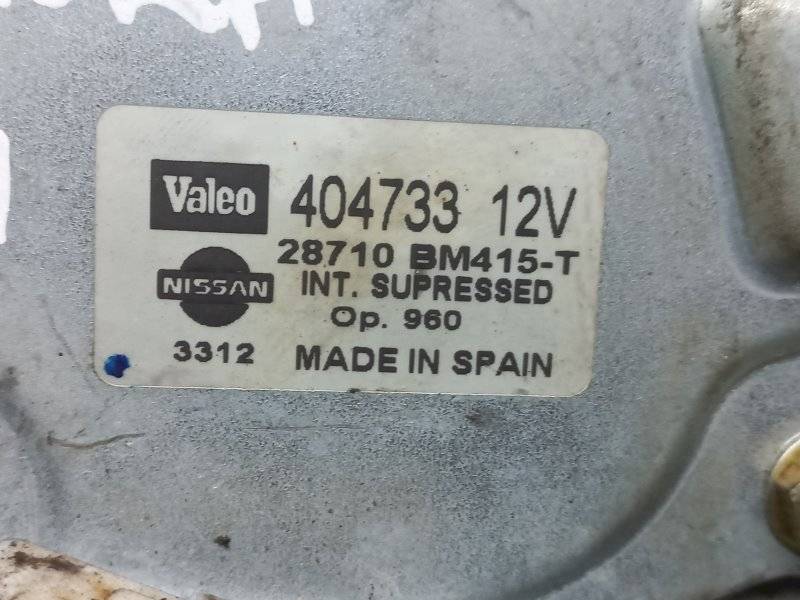 Valeo 404733 12V
28710 BM415-T
NISSAN INT. SUPRESSED
Op. 960
3312 MADE IN SPAIN